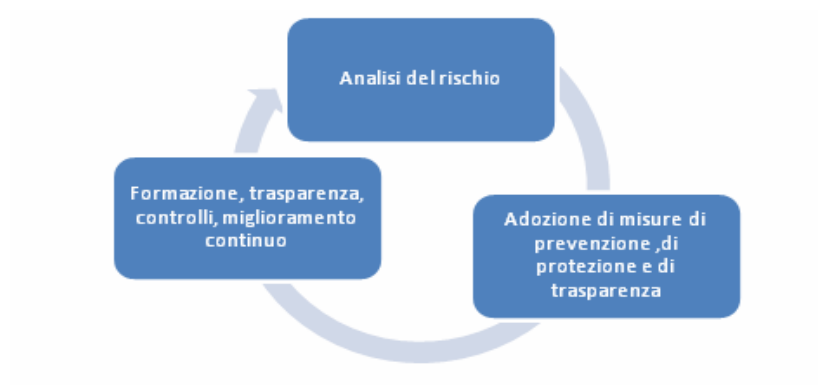 Analisi del rischio
Formazione, trasparenza,
controlli, miglioramento
continuo
Adozione di misure di
prevenzione ,di
protezione e di
trasparenza